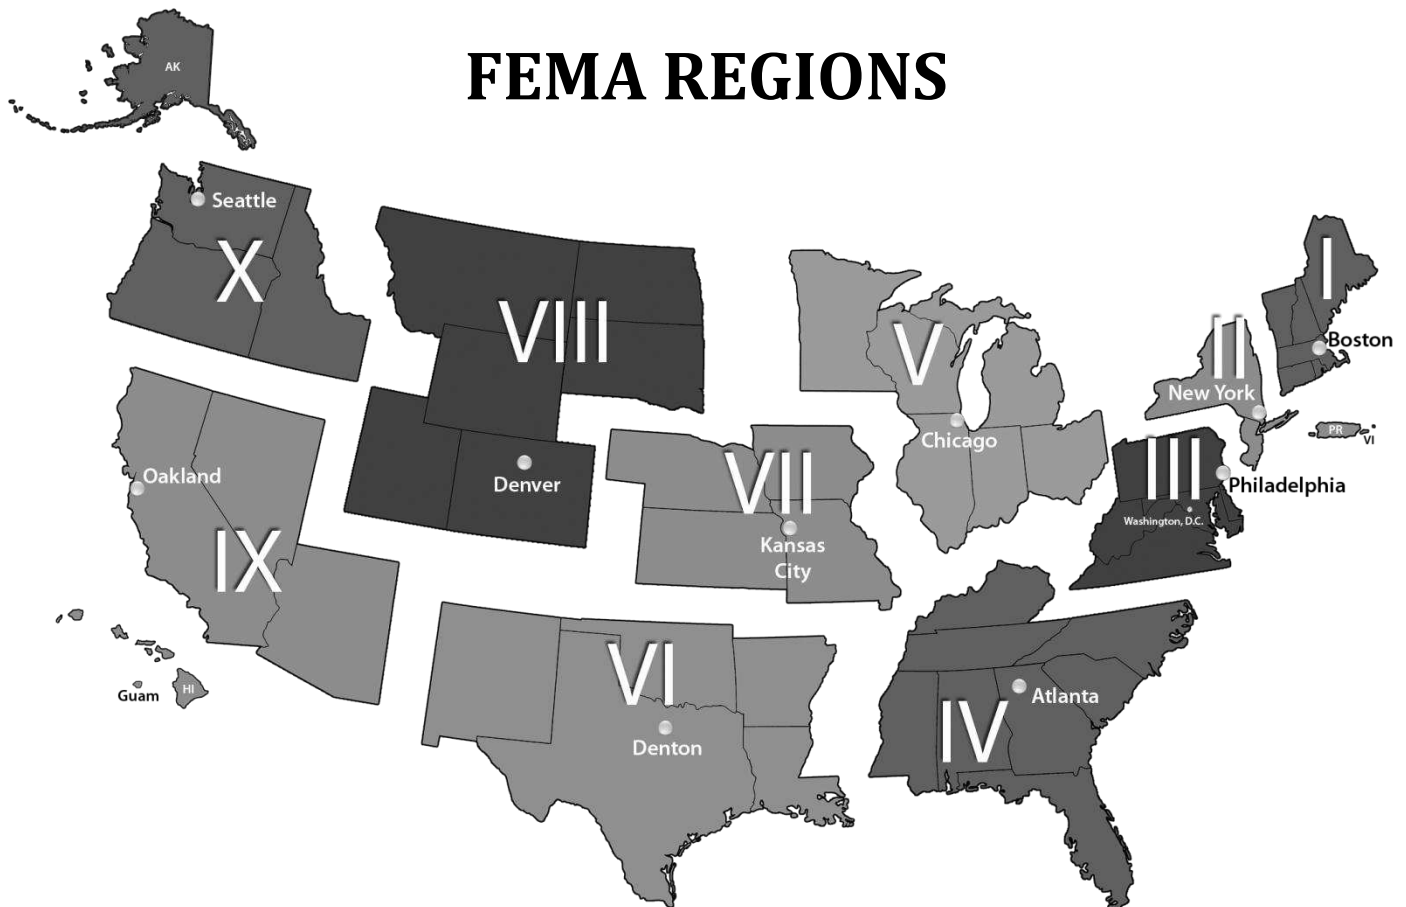 FEMA REGIONS
AK
Seattle
X
VIII
V
I
Boston
II
New York
PR
VI
Chicago
III
Philadelphia
Washington, D.C.
Oakland
IX
Denver
VII
Kansas
City
Guam
HI
VI
Denton
Atlanta
IV